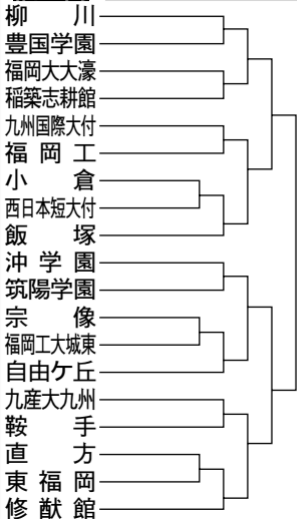 柳川
豊国学園
福岡大大濠
稲築志耕館
九州国際大付
福岡工
小倉
西日本短大付
飯塚
沖学園
筑陽学園
宗像
福岡工大城東
自由ケ丘
九産大九州
鞍手
直方
東福岡
修猷館